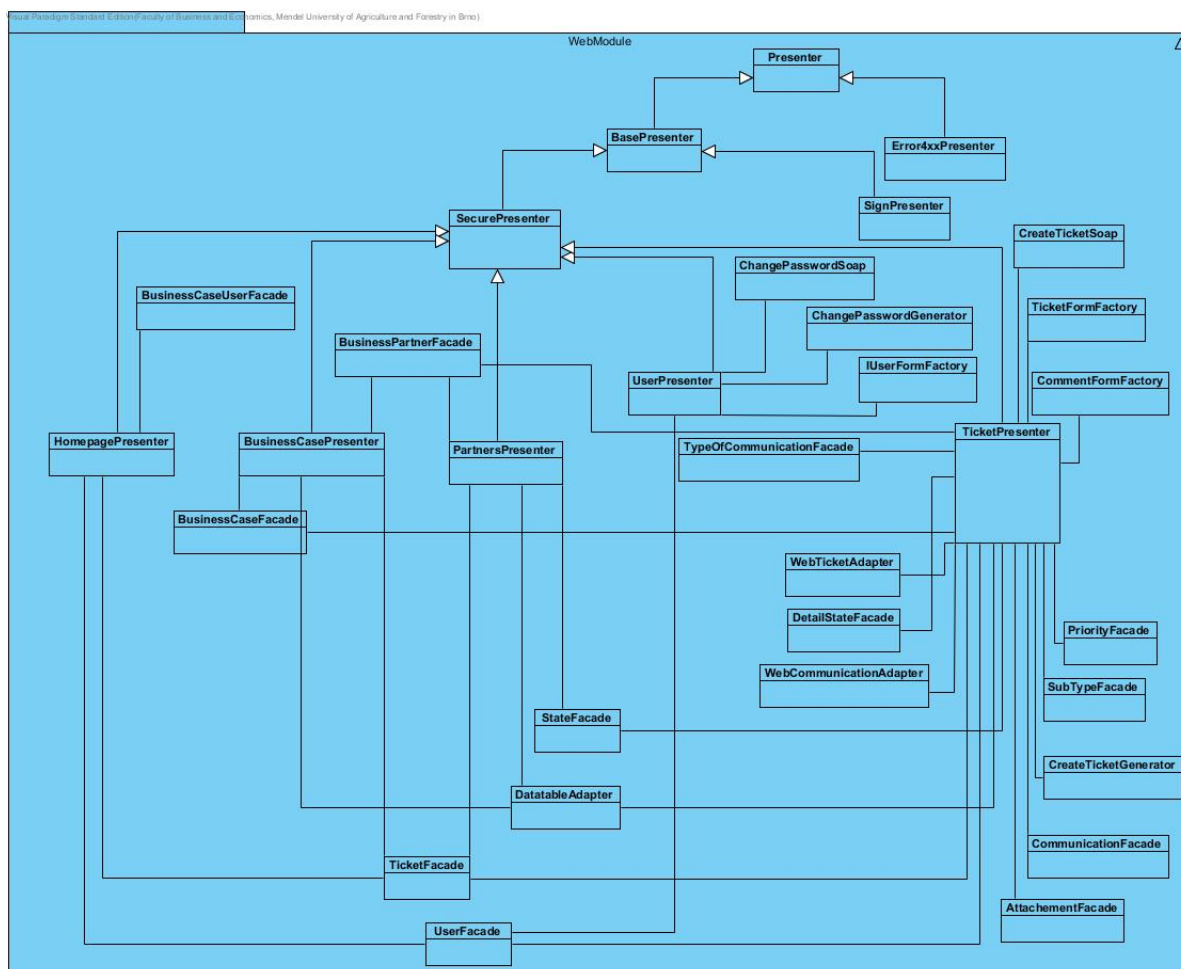 Visual Paradigm Standard Edition(Faculty of Business and Economics, Mendel University of Agriculture and Forestry in Brno)
WebModule
Presenter
BasePresenter
Error4xxPresenter
SignPresenter
SecurePresenter
CreateTicketSoap
ChangePasswordSoap
BusinessCaseUserFacade
TicketFormFactory
ChangePasswordGenerator
BusinessPartnerFacade
IUserFormFactory
UserPresenter
CommentFormFactory
HomepagePresenter
BusinessCasePresenter
PartnersPresenter
TypeOfCommunicationFacade
TicketPresenter
BusinessCaseFacade
WebTicketAdapter
DetailStateFacade
PriorityFacade
WebCommunicationAdapter
SubTypeFacade
StateFacade
CreateTicketGenerator
DatatableAdapter
CommunicationFacade
TicketFacade
AttachementFacade
UserFacade